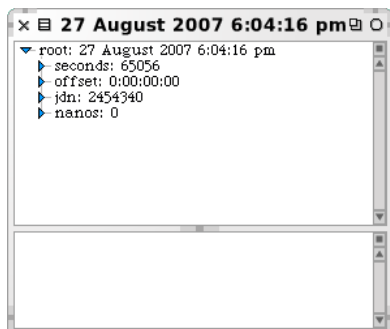 27 August 2007 6:04:16 pm
root: 27 August 2007 6:04:16 pm
seconds: 65056
offset: 0:00:00:00
jdn: 2454340
nanos: 0